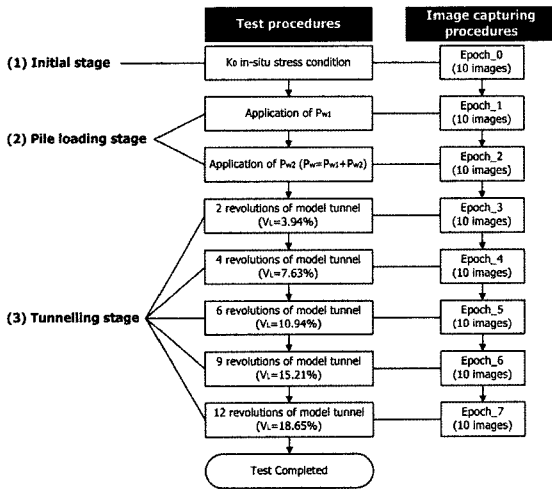 Test procedures
Image capturing
procedures
(1) Initial stage
K0 in-situ stress condition
Epoch_0
(10 images)
(2) Pile loading stage
Application of Pw1
Epoch_1
(10 images)
Application of Pw2 (Pw=Pw1+Pw2)
Epoch_2
(10 images)
(3) Tunnelling stage
2 revolutions of model tunnel
(VL=3.94%)
Epoch_3
(10 images)
4 revolutions of model tunnel
(VL=7.63%)
Epoch_4
(10 images)
6 revolutions of model tunnel
(VL=10.94%)
Epoch_5
(10 images)
9 revolutions of model tunnel
(VL=15.21%)
Epoch_6
(10 images)
12 revolutions of model tunnel
(VL=18.65%)
Epoch_7
(10 images)
Test Completed